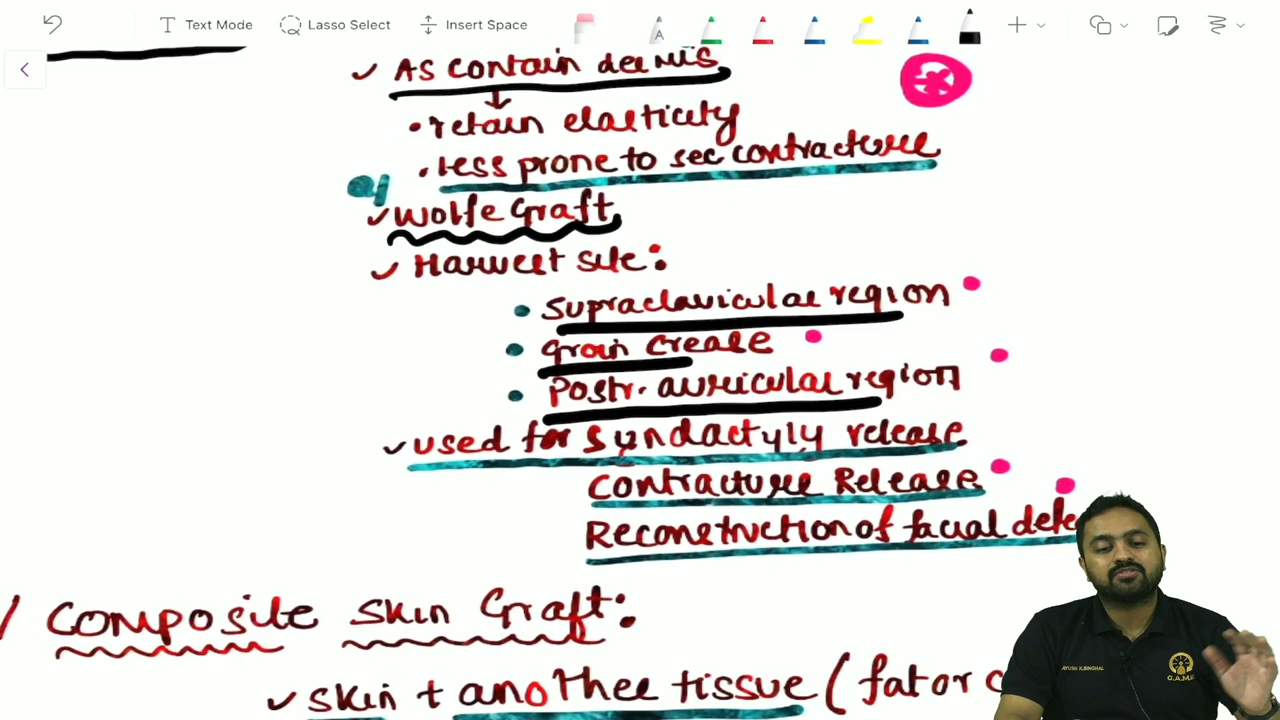 Text Mode Lasso Select Insert Space
A
✓ As contain dermis
↓
• retain elasticity
• less prone to sec contracture
✓ Wolfe Graft
✓ Harvest site:
• Supraclavicular region
• groin crease
• Postr. auricular region
✓ used for Syndactyly release
Contracture Release
Reconstruction of facial
Composite Skin Graft:
✓ skin + another tissue (fat or
AYUSH K.SINGHAL
G.A.M.S